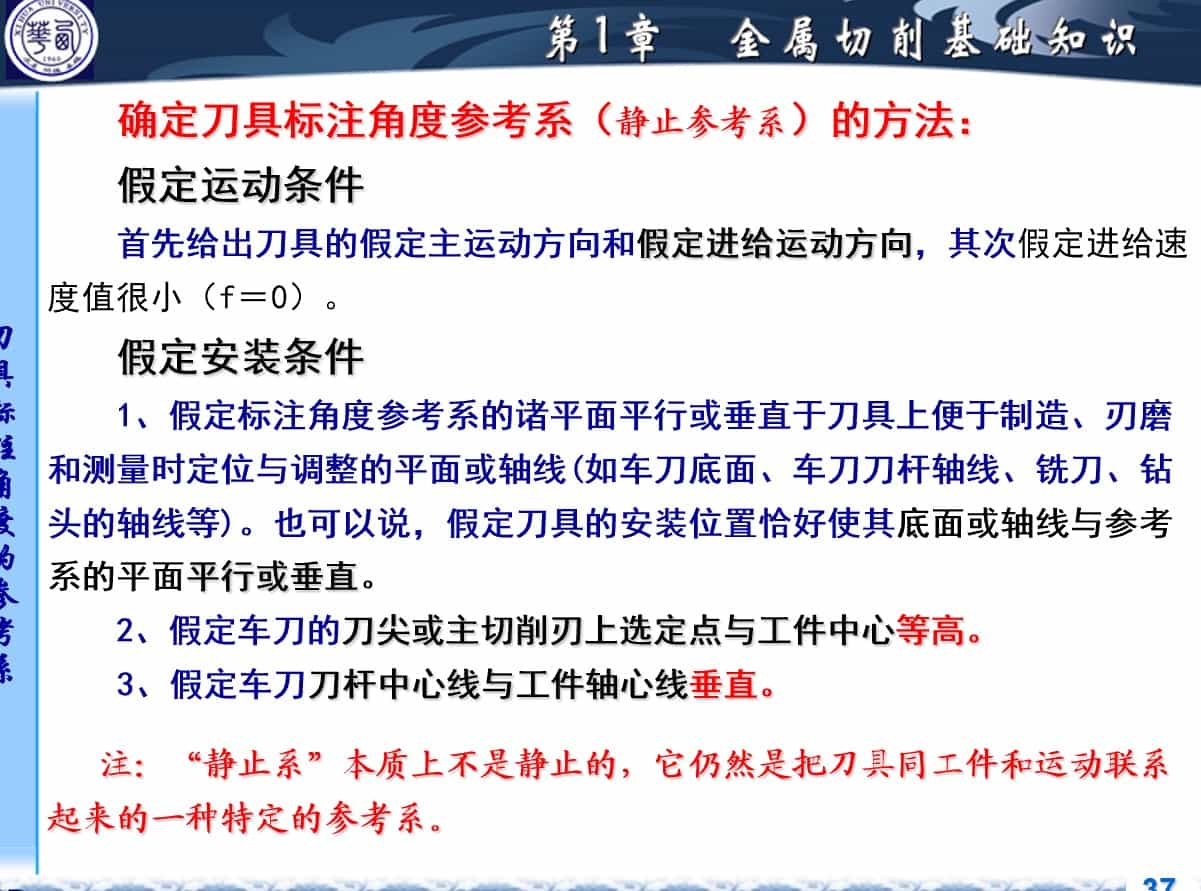 XIHUA UNIVERSITY
1960
第1章 金属切削基础知识
确定刀具标注角度参考系（静止参考系）的方法：
假定运动条件
首先给出刀具的假定主运动方向和假定进给运动方向，其次假定进给速
度值很小（f＝0）。
假定安装条件
1、假定标注角度参考系的诸平面平行或垂直于刀具上便于制造、刃磨
和测量时定位与调整的平面或轴线(如车刀底面、车刀刀杆轴线、铣刀、钻
头的轴线等)。也可以说，假定刀具的安装位置恰好使其底面或轴线与参考
系的平面平行或垂直。
2、假定车刀的刀尖或主切削刃上选定点与工件中心等高。
3、假定车刀刀杆中心线与工件轴心线垂直。
注：“静止系”本质上不是静止的，它仍然是把刀具同工件和运动联系
起来的一种特定的参考系。
刀具标注角度的参考系
37